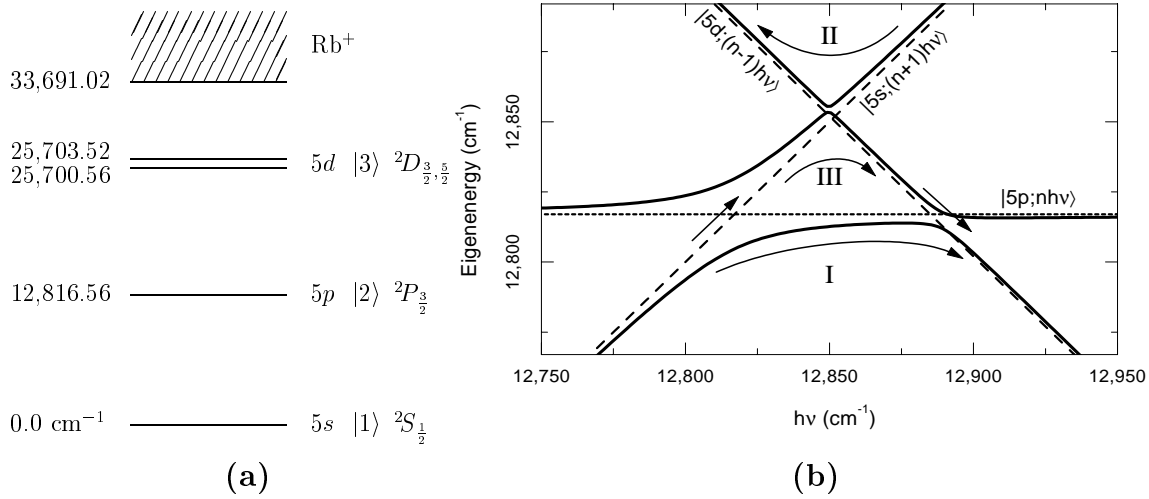 Rb⁺
33,691.02
25,703.52
25,700.56
5d |3⟩ ²D₃⁄₂,₅⁄₂
12,816.56
5p |2⟩ ²P₃⁄₂
0.0 cm⁻¹
5s |1⟩ ²S₁⁄₂
(a)
Eigenenergy (cm⁻¹)
12,850
12,800
|5d;(n-1)hν⟩
II
|5s;(n+1)hν⟩
III
|5p;nhν⟩
I
12,750 12,800 12,850 12,900 12,950
hν (cm⁻¹)
(b)